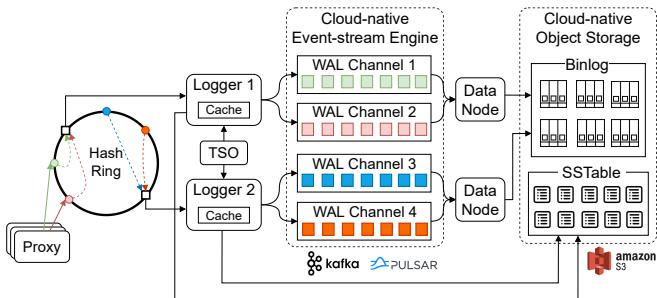 Cloud-native
Event-stream Engine
Cloud-native
Object Storage
Logger 1
Cache
TSO
Logger 2
Cache
Hash
Ring
Proxy
WAL Channel 1
WAL Channel 2
WAL Channel 3
WAL Channel 4
Data
Node
Data
Node
Binlog
SSTable
kafka
PULSAR
amazon
S3